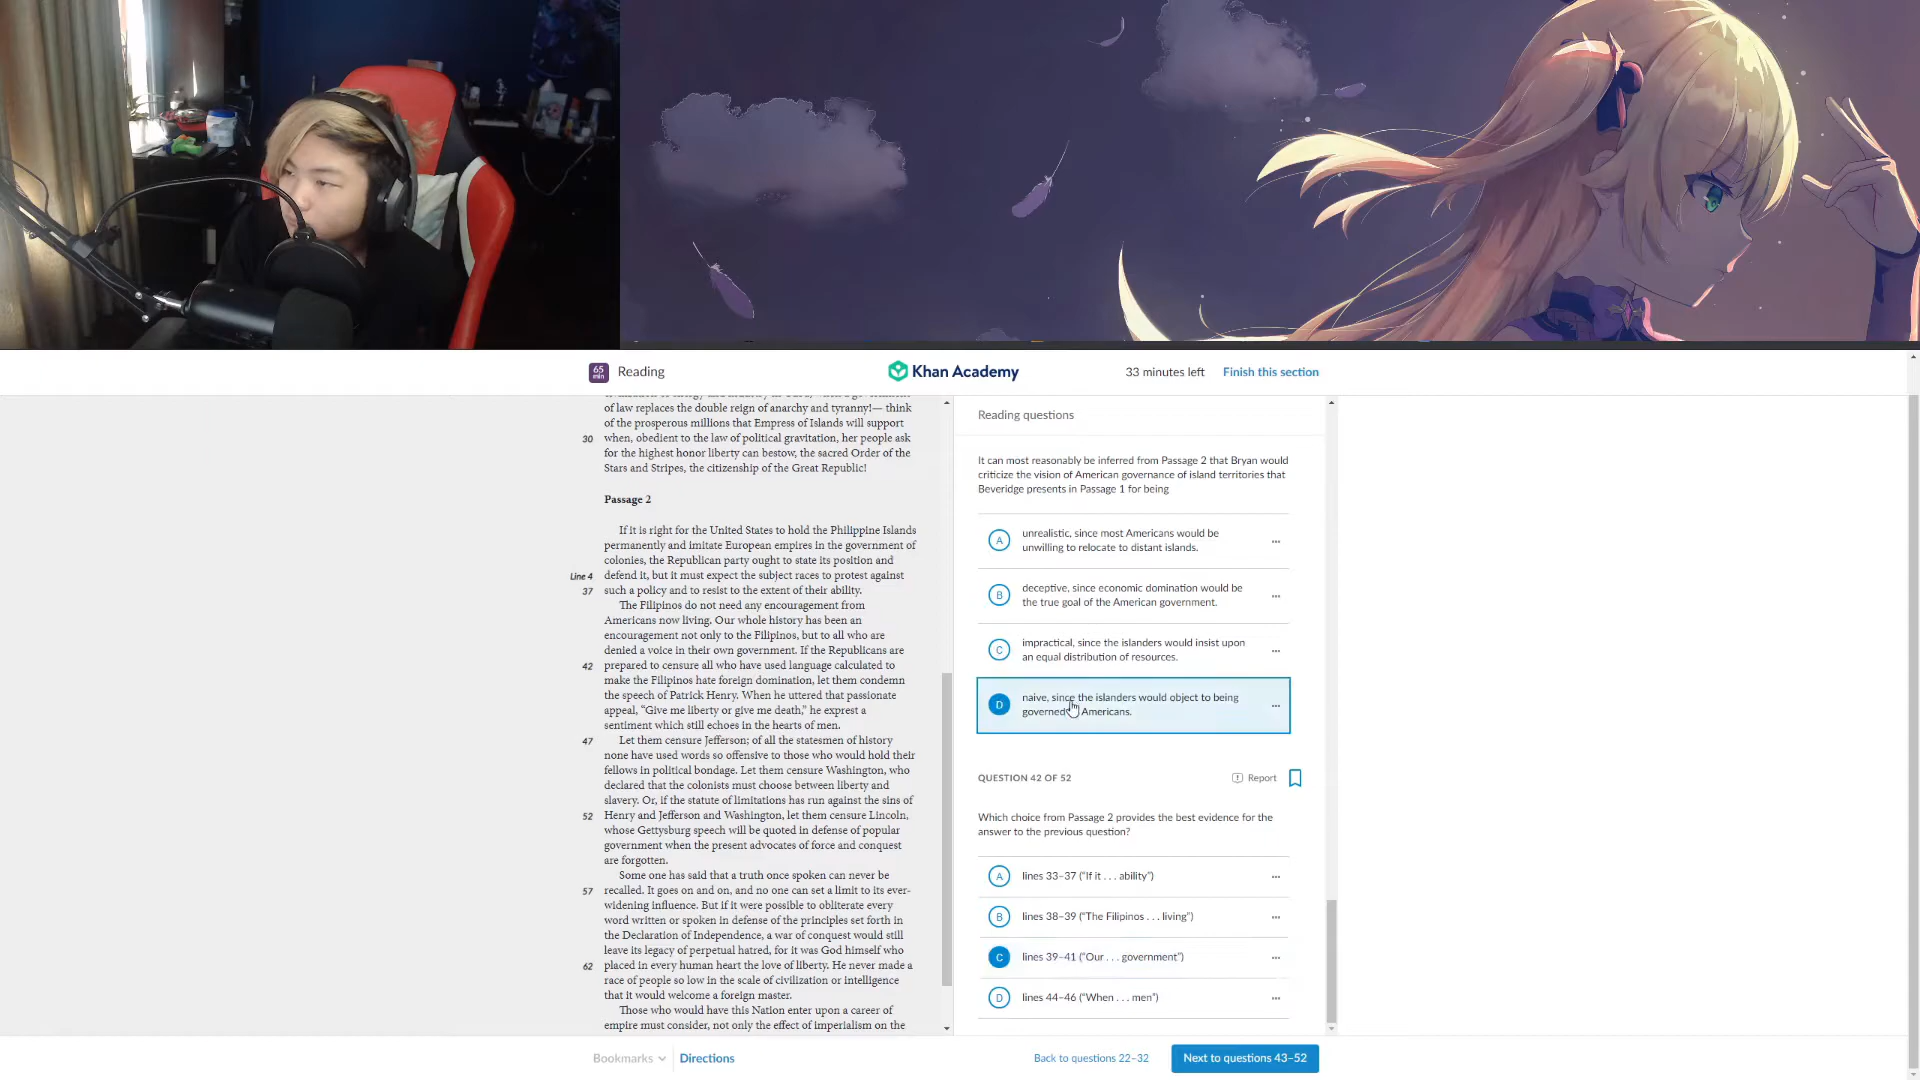 65 min
Reading
Khan Academy
33 minutes left
Finish this section
of law replaces the double reign of anarchy and tyranny!— think
of the prosperous millions that Empress of Islands will support
30 when, obedient to the law of political gravitation, her people ask
for the highest honor liberty can bestow, the sacred Order of the
Stars and Stripes, the citizenship of the Great Republic!
Passage 2
If it is right for the United States to hold the Philippine Islands
permanently and imitate European empires in the government of
colonies, the Republican party ought to state its position and
Line 4 defend it, but it must expect the subject races to protest against
37 such a policy and to resist to the extent of their ability.
The Filipinos do not need any encouragement from
Americans now living. Our whole history has been an
encouragement not only to the Filipinos, but to all who are
denied a voice in their own government. If the Republicans are
42 prepared to censure all who have used language calculated to
make the Filipinos hate foreign domination, let them condemn
the speech of Patrick Henry. When he uttered that passionate
appeal, “Give me liberty or give me death,” he exprest a
sentiment which still echoes in the hearts of men.
47 Let them censure Jefferson; of all the statesmen of history
none have used words so offensive to those who would hold their
fellows in political bondage. Let them censure Washington, who
declared that the colonists must choose between liberty and
slavery. Or, if the statute of limitations has run against the sins of
52 Henry and Jefferson and Washington, let them censure Lincoln,
whose Gettysburg speech will be quoted in defense of popular
government when the present advocates of force and conquest
are forgotten.
Some one has said that a truth once spoken can never be
57 recalled. It goes on and on, and no one can set a limit to its ever-
widening influence. But if it were possible to obliterate every
word written or spoken in defense of the principles set forth in
the Declaration of Independence, a war of conquest would still
leave its legacy of perpetual hatred, for it was God himself who
62 placed in every human heart the love of liberty. He never made a
race of people so low in the scale of civilization or intelligence
that it would welcome a foreign master.
Those who would have this Nation enter upon a career of
empire must consider, not only the effect of imperialism on the
Reading questions
It can most reasonably be inferred from Passage 2 that Bryan would
criticize the vision of American governance of island territories that
Beveridge presents in Passage 1 for being
A unrealistic, since most Americans would be
unwilling to relocate to distant islands.
B deceptive, since economic domination would be
the true goal of the American government.
C impractical, since the islanders would insist upon
an equal distribution of resources.
D naive, since the islanders would object to being
governed Americans.
QUESTION 42 OF 52
Report
Which choice from Passage 2 provides the best evidence for the
answer to the previous question?
A lines 33–37 (“If it . . . ability”)
B lines 38–39 (“The Filipinos . . . living”)
C lines 39–41 (“Our . . . government”)
D lines 44–46 (“When . . . men”)
Bookmarks
Directions
Back to questions 22–32
Next to questions 43–52